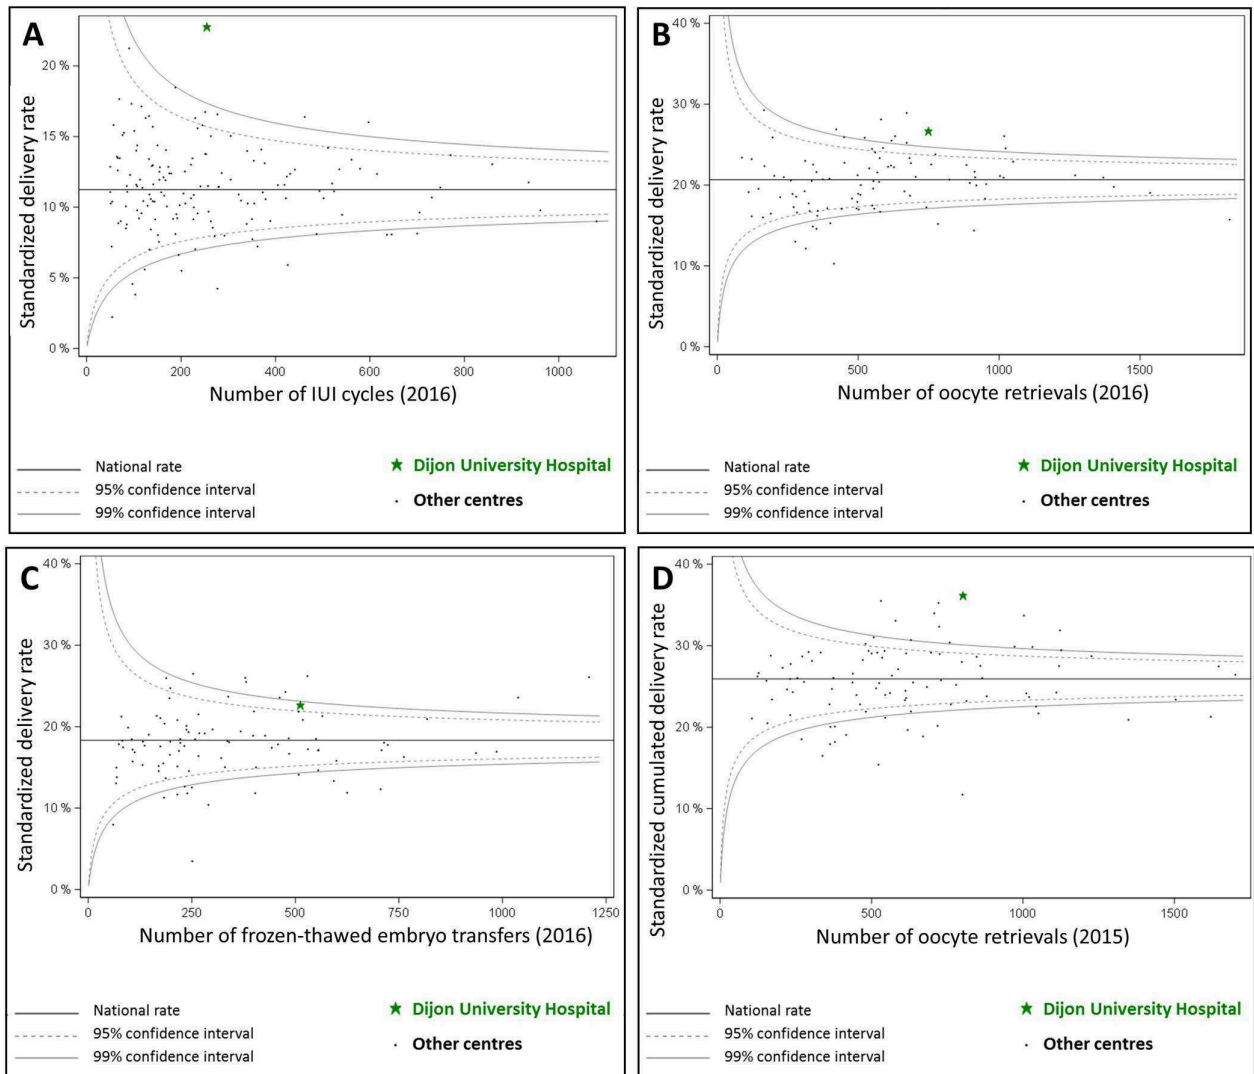 A
Standardized delivery rate
20 %
15 %
10 %
5 %
0 %
0 200 400 600 800 1000
Number of IUI cycles (2016)
National rate
95% confidence interval
99% confidence interval
Dijon University Hospital
Other centres
B
Standardized delivery rate
40 %
30 %
20 %
10 %
0 %
0 500 1000 1500
Number of oocyte retrievals (2016)
National rate
95% confidence interval
99% confidence interval
Dijon University Hospital
Other centres
C
Standardized delivery rate
40 %
30 %
20 %
10 %
0 %
0 250 500 750 1000 1250
Number of frozen-thawed embryo transfers (2016)
National rate
95% confidence interval
99% confidence interval
Dijon University Hospital
Other centres
D
Standardized cumulated delivery rate
40 %
30 %
20 %
10 %
0 %
0 500 1000 1500
Number of oocyte retrievals (2015)
National rate
95% confidence interval
99% confidence interval
Dijon University Hospital
Other centres